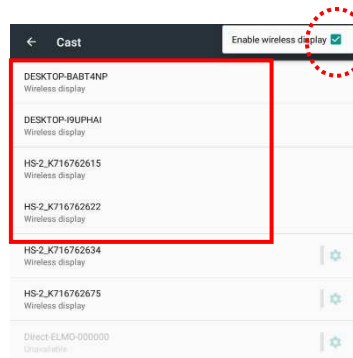 Cast
Enable wireless display
DESKTOP-BABT4NP
Wireless display
DESKTOP-I9UPHAI
Wireless display
HS-2_K716762615
Wireless display
HS-2_K716762622
Wireless display
HS-2_K716762634
Wireless display
HS-2_K716762675
Wireless display
Direct-ELMO-000000
Unavailable